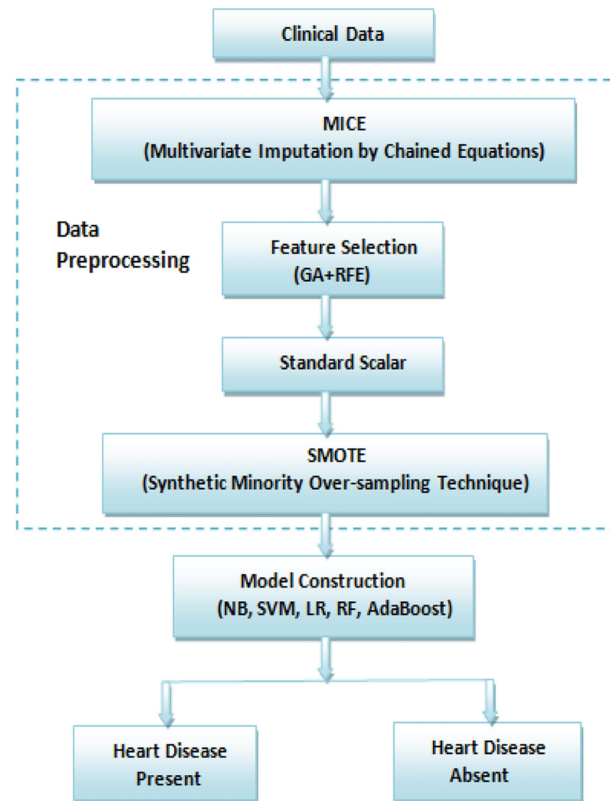 Clinical Data
MICE
(Multivariate Imputation by Chained Equations)
Data
Preprocessing
Feature Selection
(GA+RFE)
Standard Scalar
SMOTE
(Synthetic Minority Over-sampling Technique)
Model Construction
(NB, SVM, LR, RF, AdaBoost)
Heart Disease
Present
Heart Disease
Absent